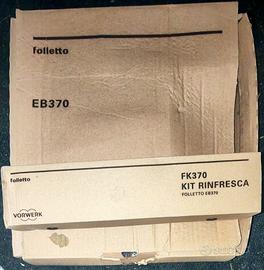 folletto
EB370
folletto
FK370
KIT RINFRESCA
FOLLETTO EB370
VORWERK